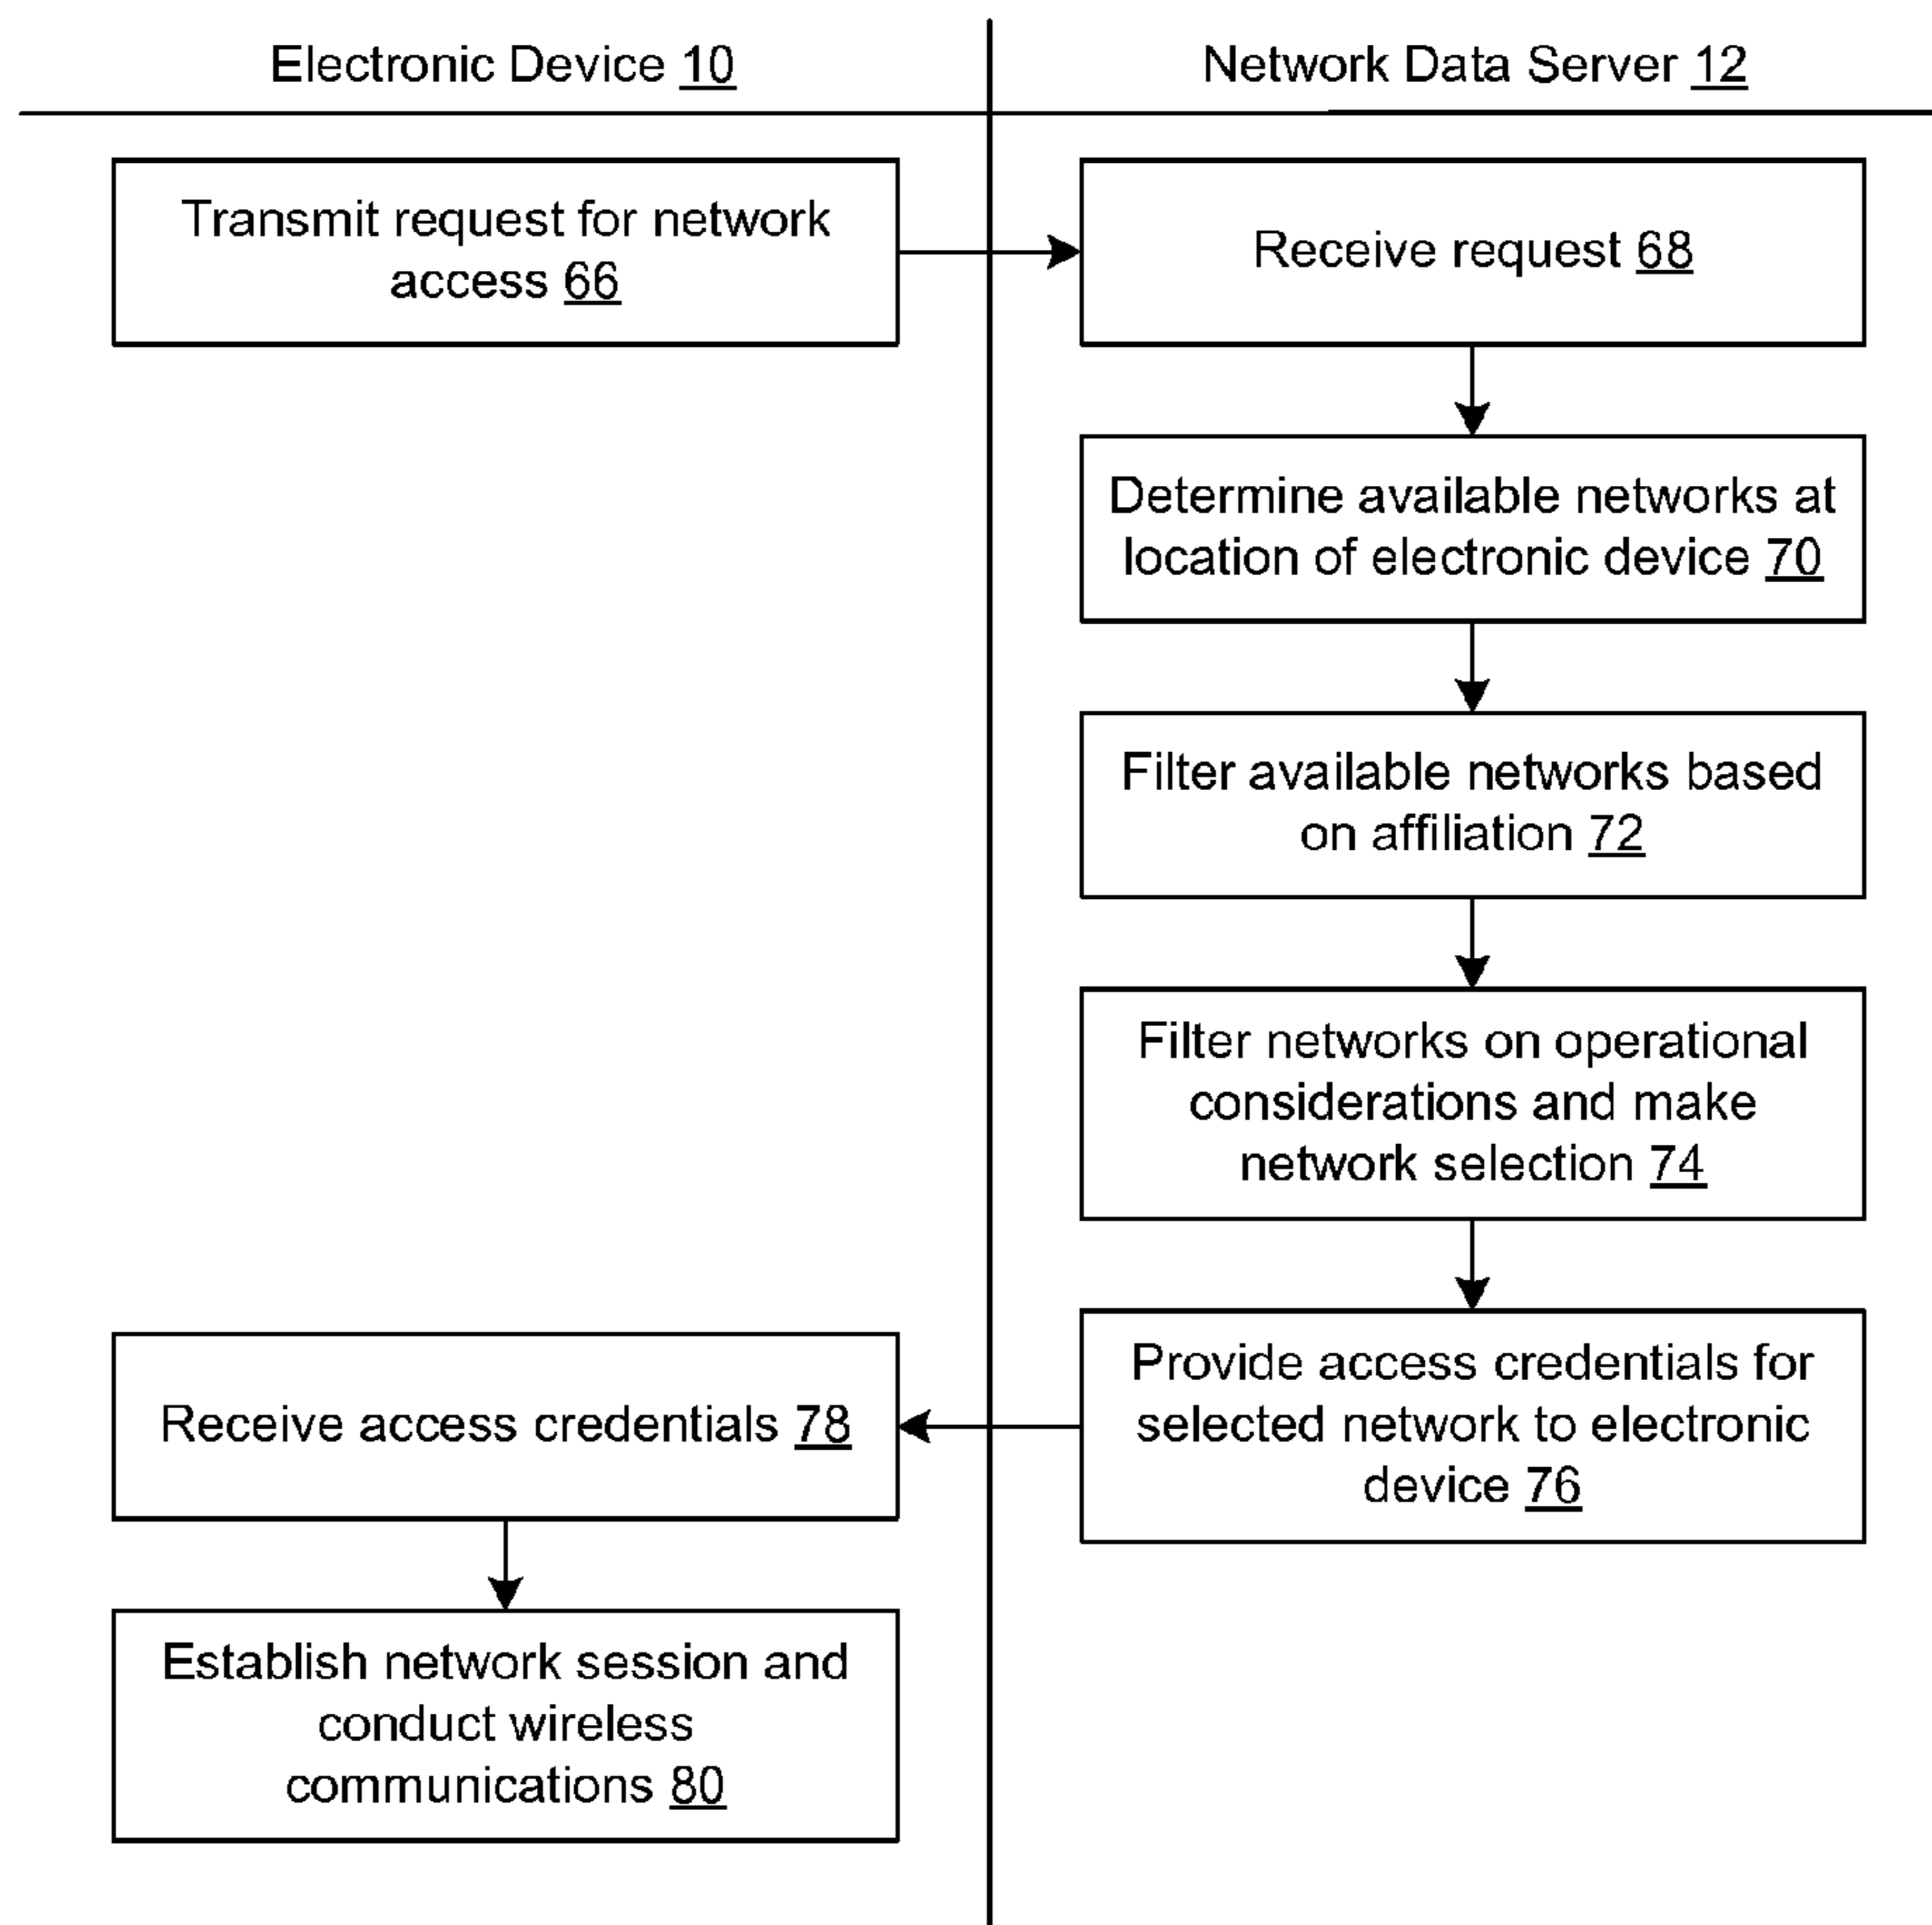 Electronic Device 10
Network Data Server 12
Transmit request for network
access 66
Receive request 68
Determine available networks at
location of electronic device 70
Filter available networks based
on affiliation 72
Filter networks on operational
considerations and make
network selection 74
Provide access credentials for
selected network to electronic
device 76
Receive access credentials 78
Establish network session and
conduct wireless
communications 80